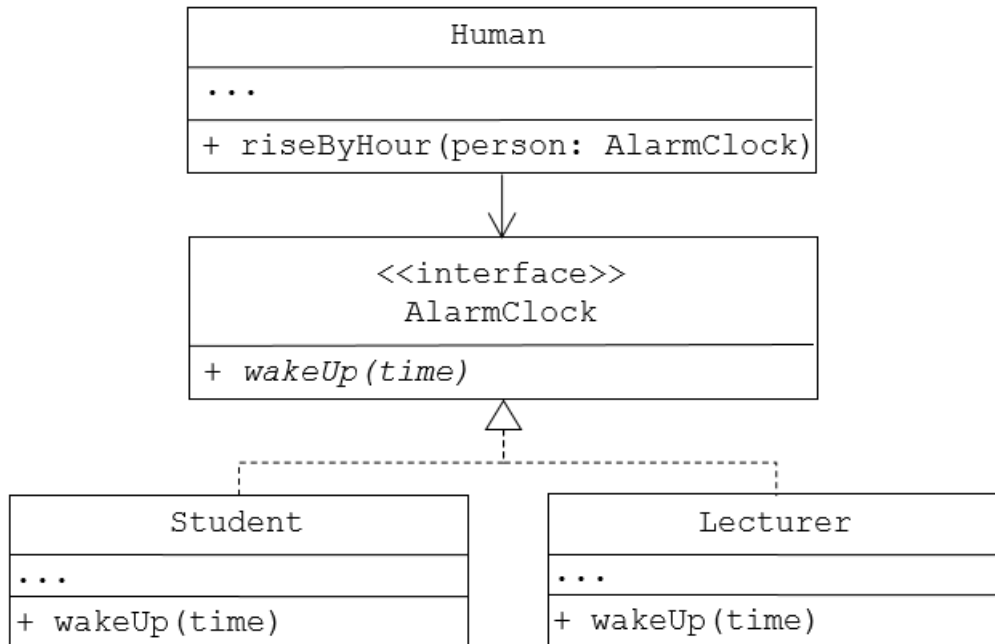 Human
...
+ riseByHour(person: AlarmClock)
<<interface>>
AlarmClock
+ wakeUp(time)
Student
...
+ wakeUp(time)
Lecturer
...
+ wakeUp(time)